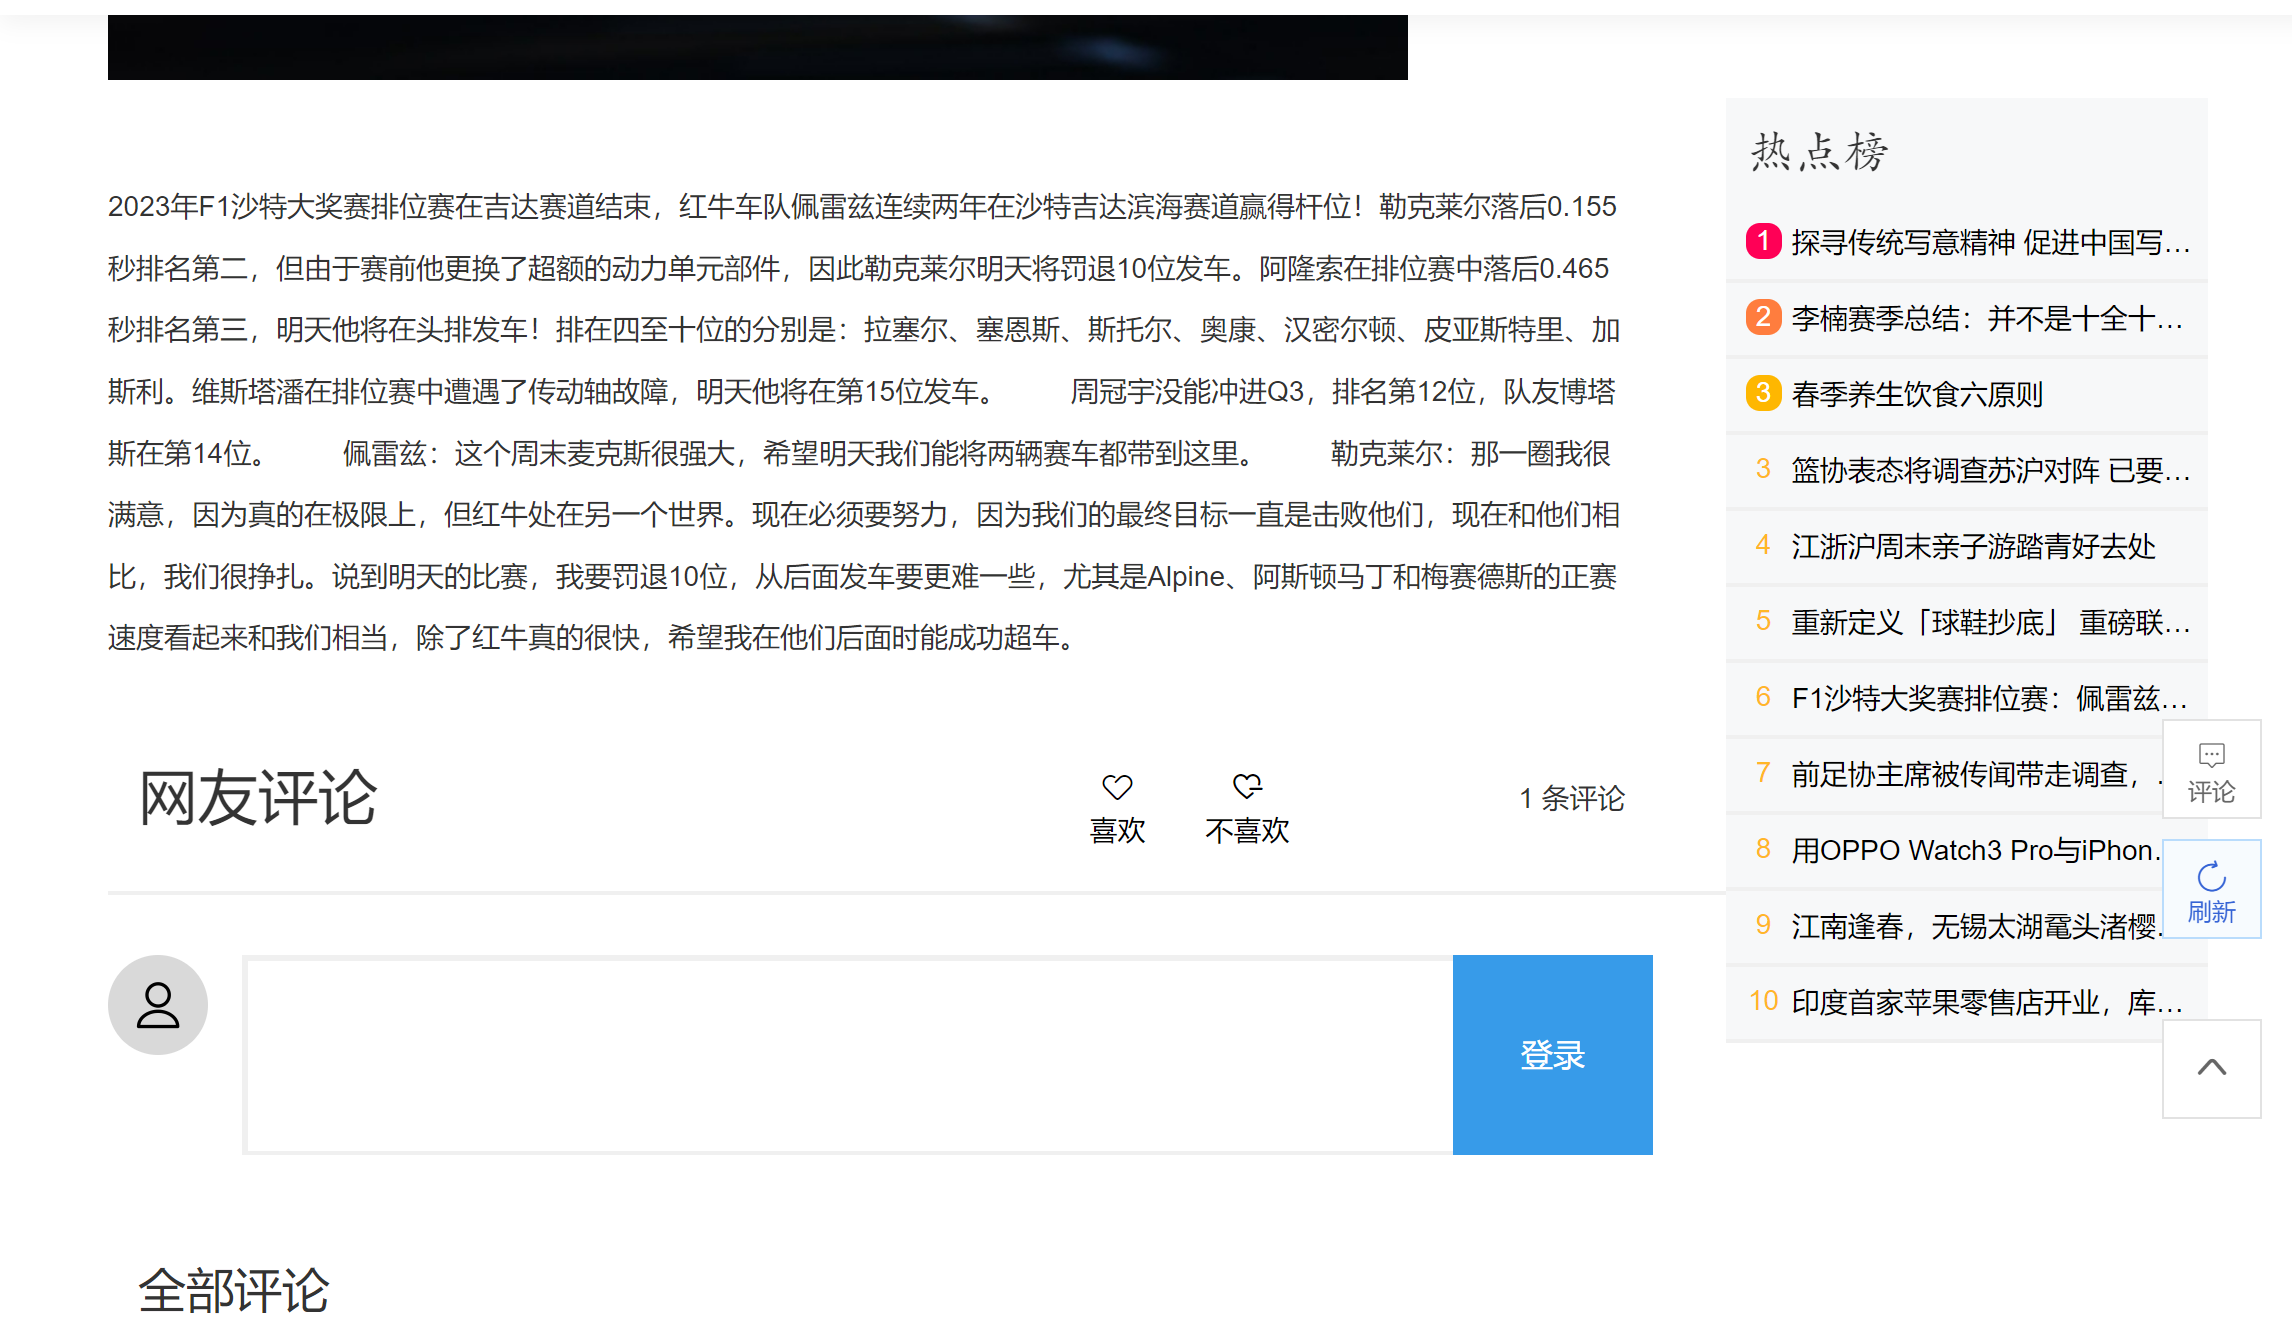 2023年F1沙特大奖赛排位赛在吉达赛道结束，红牛车队佩雷兹连续两年在沙特吉达滨海赛道赢得杆位！勒克莱尔落后0.155
秒排名第二，但由于赛前他更换了超额的动力单元部件，因此勒克莱尔明天将罚退10位发车。阿隆索在排位赛中落后0.465
秒排名第三，明天他将在头排发车！排在四至十位的分别是：拉塞尔、塞恩斯、斯托尔、奥康、汉密尔顿、皮亚斯特里、加
斯利。维斯塔潘在排位赛中遭遇了传动轴故障，明天他将在第15位发车。 周冠宇没能冲进Q3，排名第12位，队友博塔
斯在第14位。 佩雷兹：这个周末麦克斯很强大，希望明天我们能将两辆赛车都带到这里。 勒克莱尔：那一圈我很
满意，因为真的在极限上，但红牛处在另一个世界。现在必须要努力，因为我们的最终目标一直是击败他们，现在和他们相
比，我们很挣扎。说到明天的比赛，我要罚退10位，从后面发车要更难一些，尤其是Alpine、阿斯顿马丁和梅赛德斯的正赛
速度看起来和我们相当，除了红牛真的很快，希望我在他们后面时能成功超车。
网友评论
喜欢
不喜欢
1 条评论
登录
全部评论
热点榜
1 探寻传统写意精神 促进中国写...
2 李楠赛季总结：并不是十全十...
3 春季养生饮食六原则
3 篮协表态将调查苏沪对阵 已要...
4 江浙沪周末亲子游踏青好去处
5 重新定义「球鞋抄底」 重磅联...
6 F1沙特大奖赛排位赛：佩雷兹...
7 前足协主席被传闻带走调查，.
8 用OPPO Watch3 Pro与iPhon.
9 江南逢春，无锡太湖鼋头渚樱.
10 印度首家苹果零售店开业，库...
评论
刷新